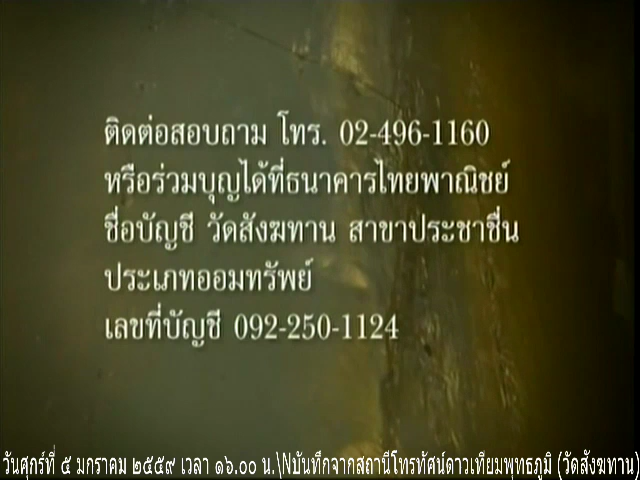 ติดต่อสอบถาม โทร. 02-496-1160
หรือร่วมบุญได้ที่ธนาคารไทยพาณิชย์
ชื่อบัญชี วัดสังฆทาน สาขาประชาชื่น
ประเภทออมทรัพย์
เลขที่บัญชี 092-250-1124
วันศุกร์ที่ ๕ มกราคม ๒๕๕๙ เวลา ๑๖.๐๐ น.\Nบันทึกจากสถานีโทรทัศน์ดาวเทียมพุทธภูมิ (วัดสังฆทาน)